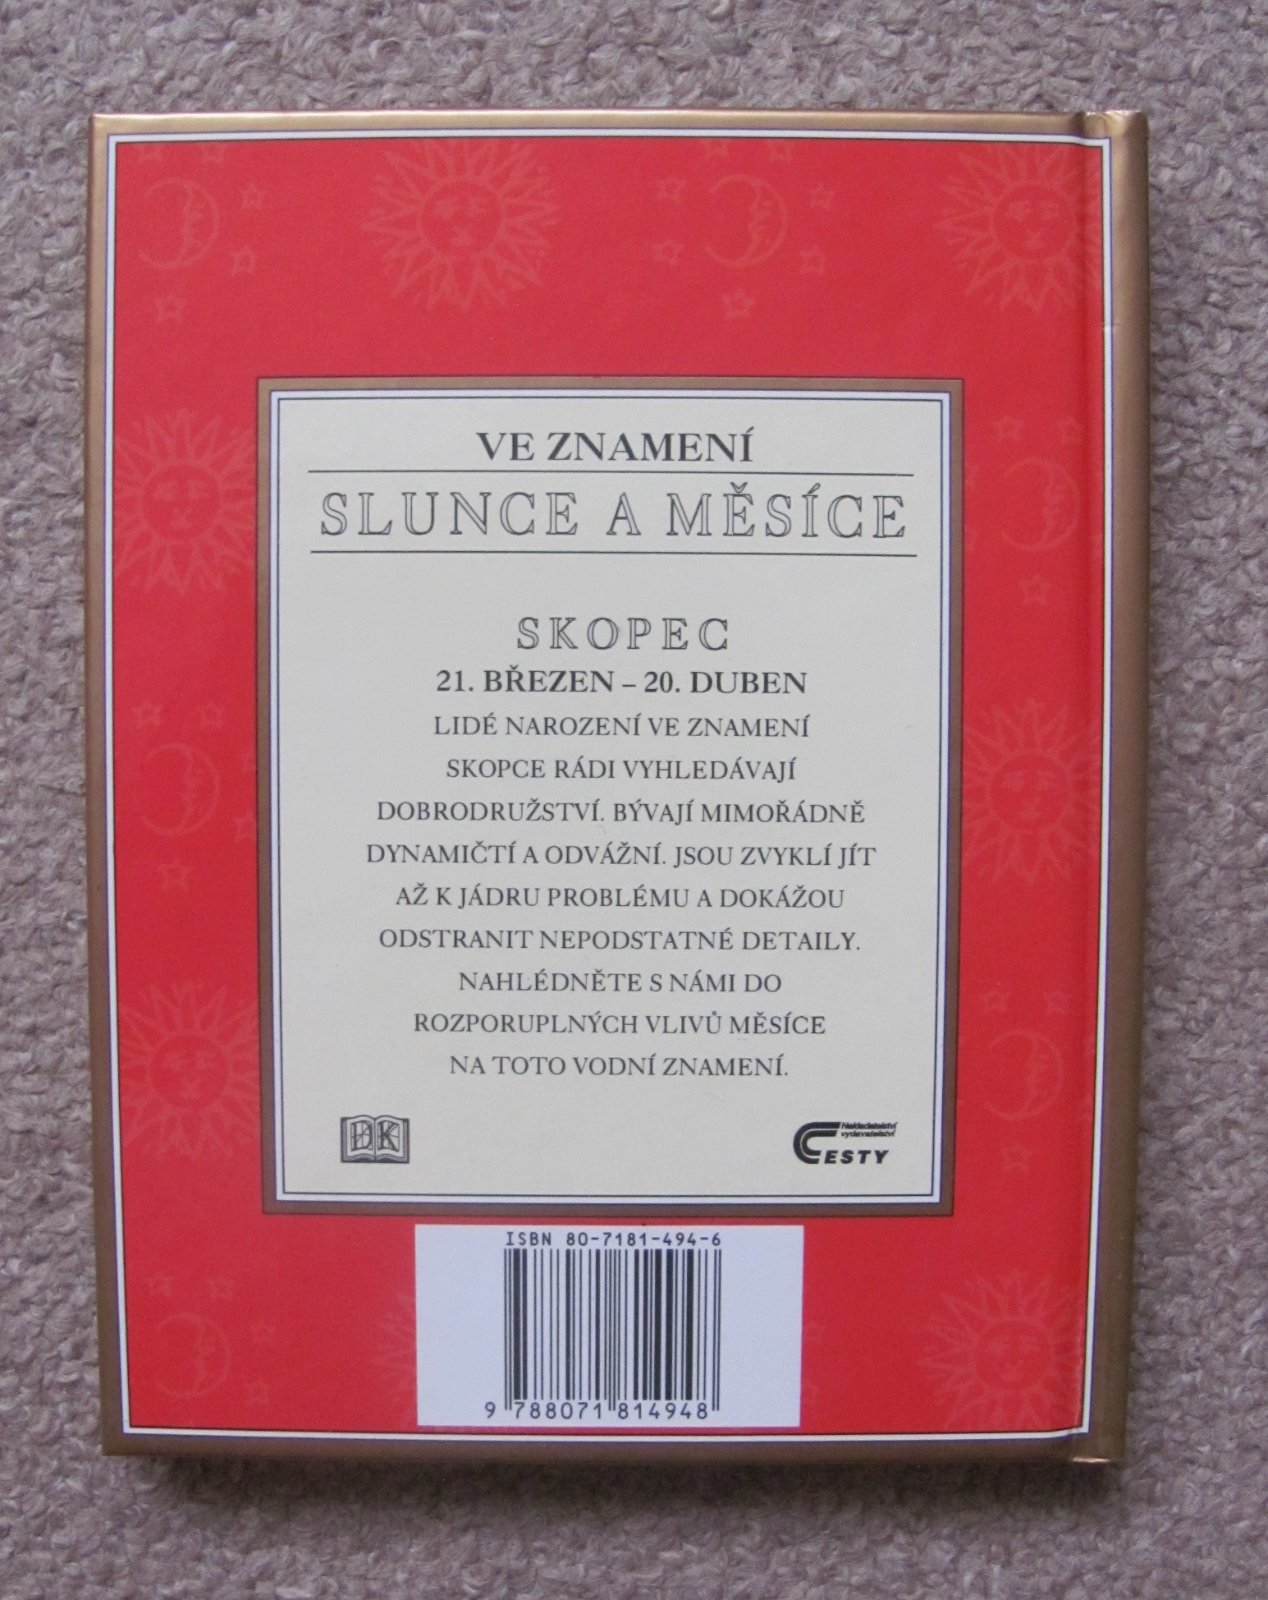 VE ZNAMENÍ
SLUNCE A MĚSÍCE
SKOPEC
21. BŘEZEN – 20. DUBEN
LIDÉ NAROZENÍ VE ZNAMENÍ
SKOPCE RÁDI VYHLEDÁVAJÍ
DOBRODRUŽSTVÍ. BÝVAJÍ MIMOŘÁDNĚ
DYNAMIČTÍ A ODVÁŽNÍ. JSOU ZVYKLÍ JÍT
AŽ K JÁDRU PROBLÉMU A DOKÁŽOU
ODSTRANIT NEPODSTATNÉ DETAILY.
NAHLÉDNĚTE S NÁMI DO
ROZPORUPLNÝCH VLIVŮ MĚSÍCE
NA TOTO VODNÍ ZNAMENÍ.
DK
Nakladatelství
vydavatelství
CESTY
ISBN 80-7181-494-6
9 788071 814948